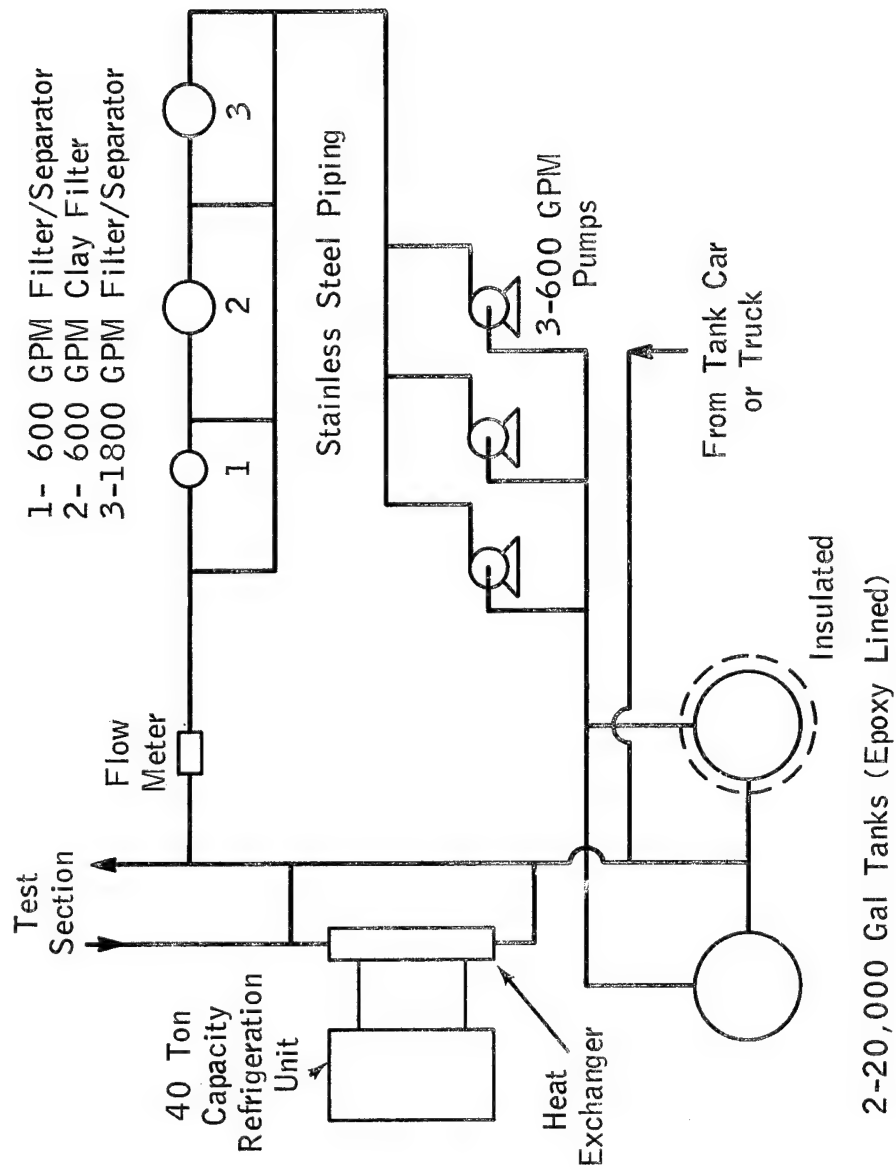 1- 600 GPM Filter/Separator
2- 600 GPM Clay Filter
3-1800 GPM Filter/Separator
Test
Section
Flow
Meter
1
2
3
40 Ton
Capacity
Refrigeration
Unit
Stainless Steel Piping
Heat
Exchanger
3-600 GPM
Pumps
From Tank Car
or Truck
Insulated
2-20,000 Gal Tanks (Epoxy Lined)